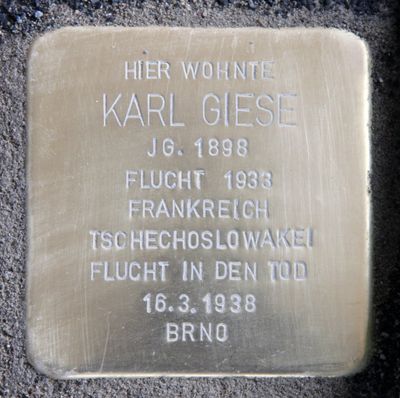 HIER WOHNTE
KARL GIESE
JG. 1898
FLUCHT 1933
FRANKREICH
TSCHECHOSLOWAKEI
FLUCHT IN DEN TOD
16.3.1938
BRNO